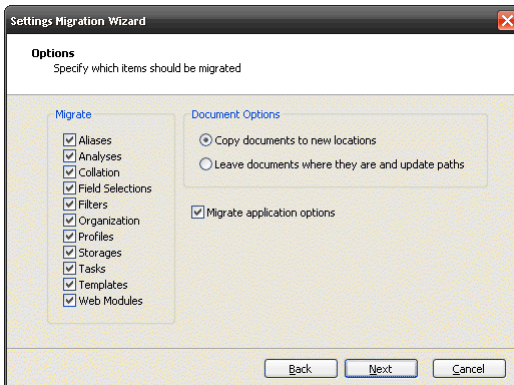 Settings Migration Wizard
Options
Specify which items should be migrated
Migrate
Aliases
Analyses
Collation
Field Selections
Filters
Organization
Profiles
Storages
Tasks
Templates
Web Modules
Document Options
Copy documents to new locations
Leave documents where they are and update paths
Migrate application options
Back
Next
Cancel